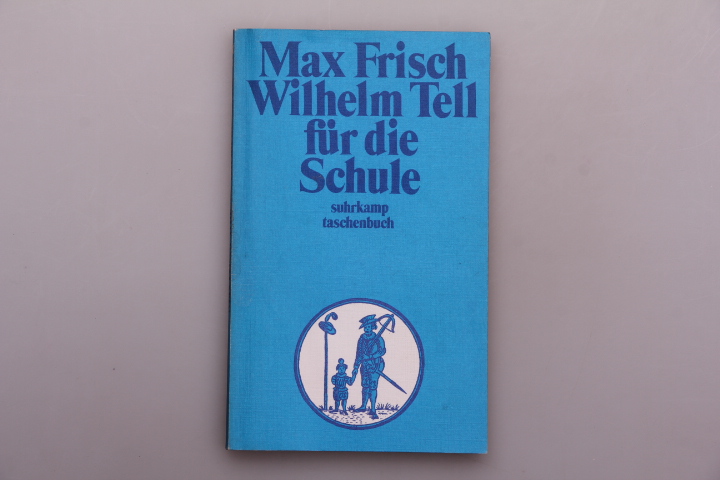 Max Frisch
Wilhelm Tell
für die
Schule
suhrkamp
taschenbuch